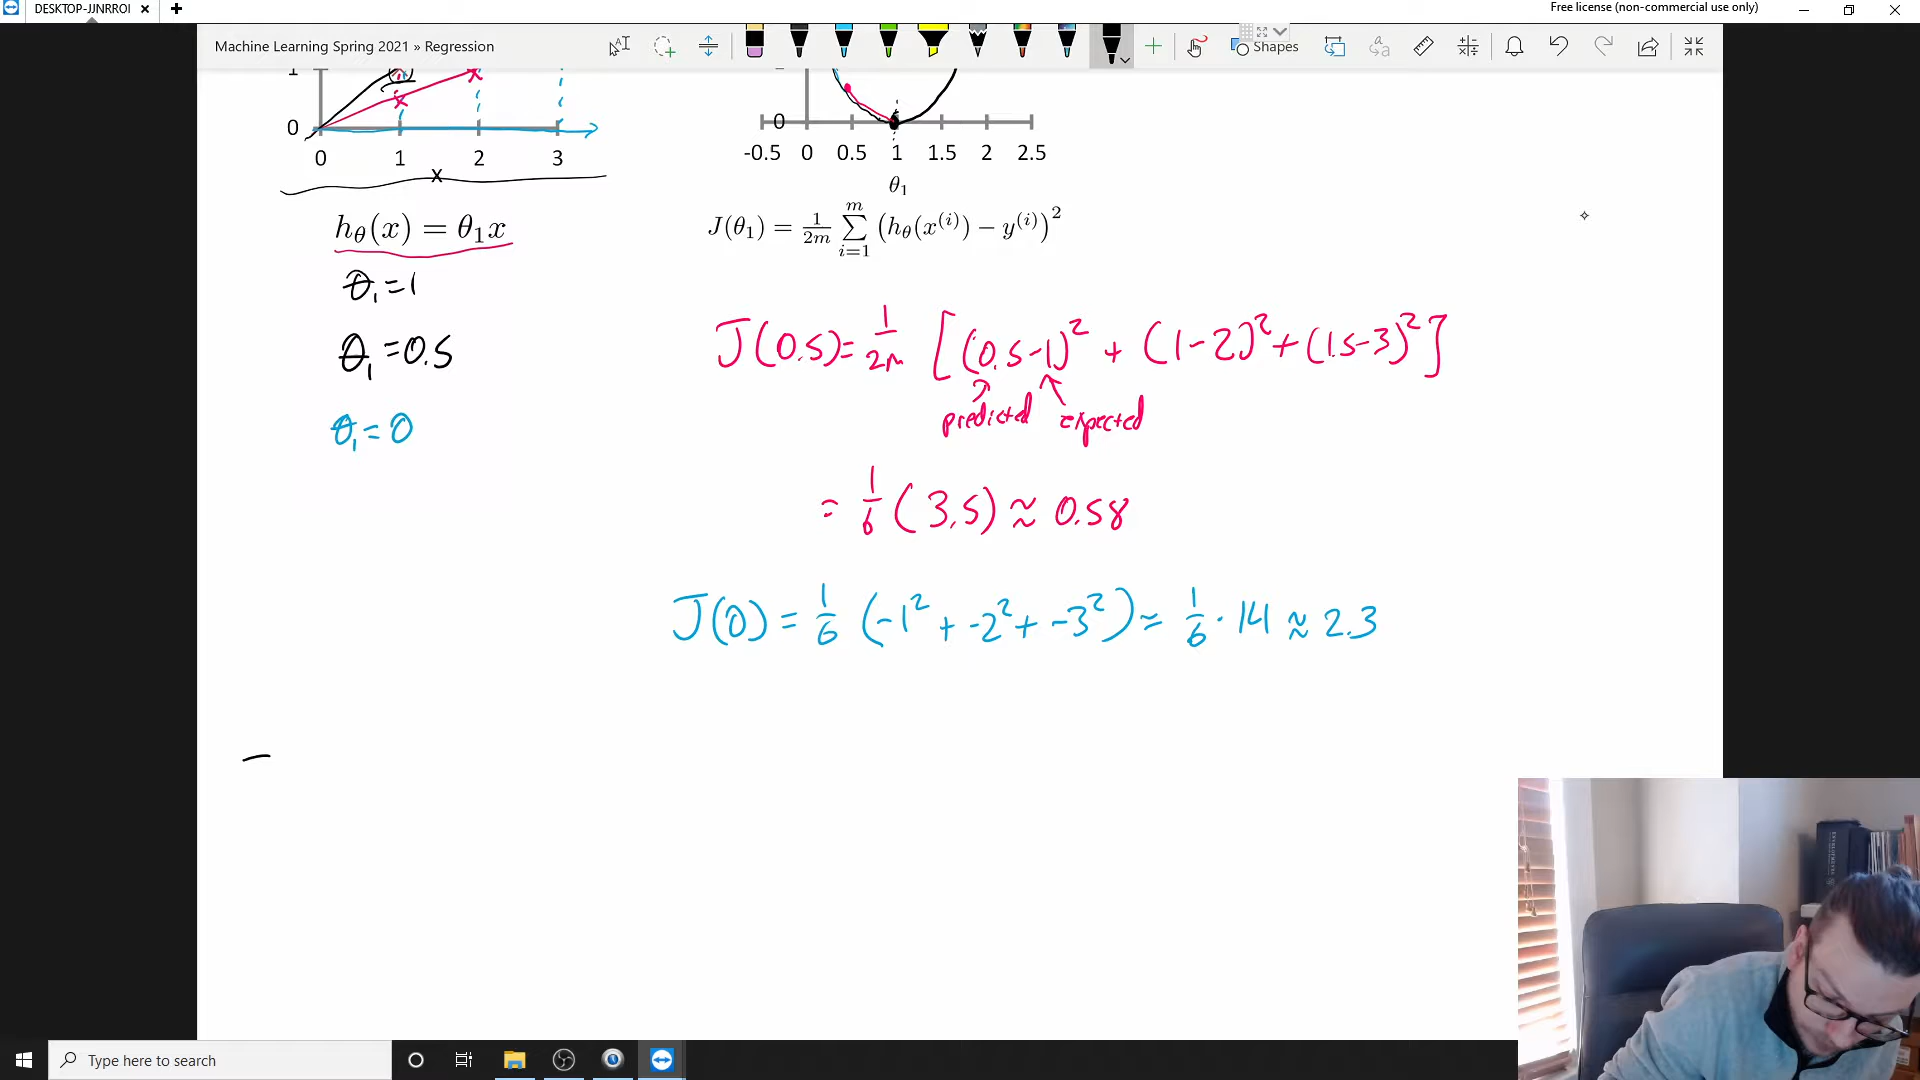 DESKTOP-JJNRROI
Free license (non-commercial use only)
Machine Learning Spring 2021 » Regression
Shapes
1
0
0 1 2 3
x
0
-0.5 0 0.5 1 1.5 2 2.5
θ₁
h_θ(x) = θ₁x
J(θ₁) = 1/2m Σ_{i=1}^{m} (h_θ(x^(i)) − y^(i))²
θ₁ = 1
θ₁ = 0.5
θ₁ = 0
J(0.5) = 1/2m [(0.5-1)² + (1-2)² + (1.5-3)²]
predicted expected
= 1/6 (3.5) ≈ 0.58
J(0) = 1/6 (-1² + -2² + -3²) ≈ 1/6 · 14 ≈ 2.3
Type here to search